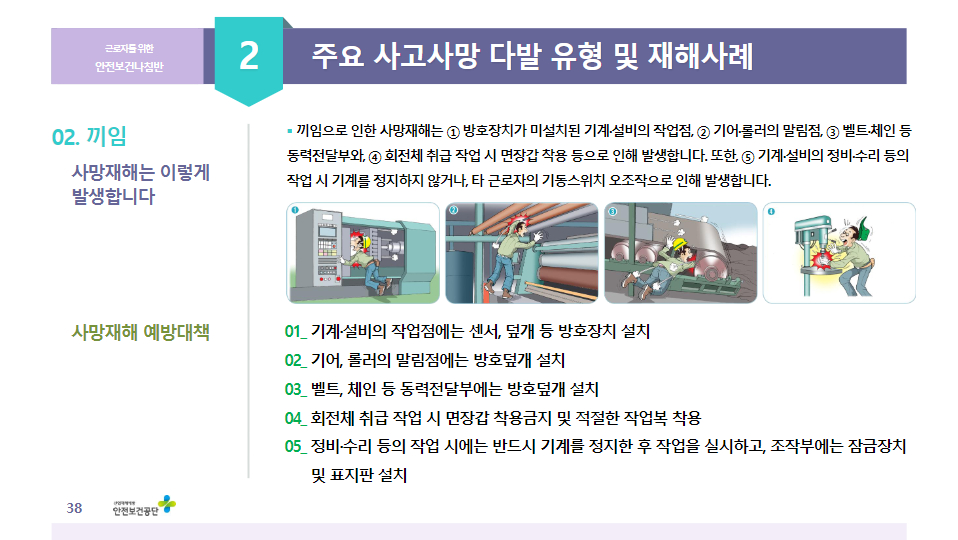 근로자를 위한
안전보건나침반
2
주요 사고사망 다발 유형 및 재해사례
02. 끼임
사망재해는 이렇게
발생합니다
▪ 끼임으로 인한 사망재해는 ① 방호장치가 미설치된 기계·설비의 작업점, ② 기어·롤러의 말림점, ③ 벨트·체인 등
동력전달부와, ④ 회전체 취급 작업 시 면장갑 착용 등으로 인해 발생합니다. 또한, ⑤ 기계·설비의 정비·수리 등의
작업 시 기계를 정지하지 않거나, 타 근로자의 기동스위치 오조작으로 인해 발생합니다.
① ② ③ ④
사망재해 예방대책
01_ 기계·설비의 작업점에는 센서, 덮개 등 방호장치 설치
02_ 기어, 롤러의 말림점에는 방호덮개 설치
03_ 벨트, 체인 등 동력전달부에는 방호덮개 설치
04_ 회전체 취급 작업 시 면장갑 착용금지 및 적절한 작업복 착용
05_ 정비·수리 등의 작업 시에는 반드시 기계를 정지한 후 작업을 실시하고, 조작부에는 잠금장치
및 표지판 설치
38
산업재해예방
안전보건공단